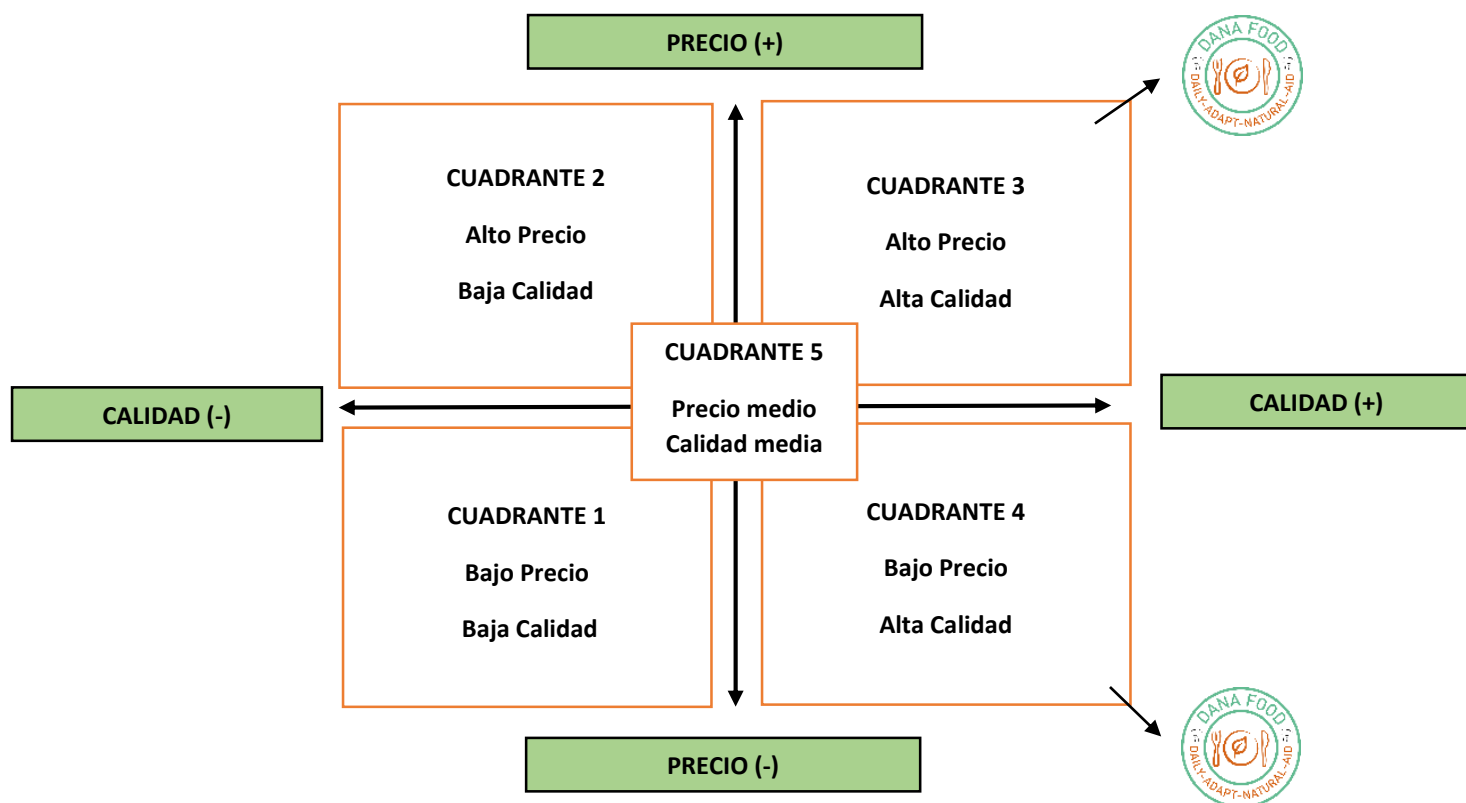 PRECIO (+)
DANA FOOD
DAILY-ADAPT-NATURAL-AID
CUADRANTE 2
Alto Precio
Baja Calidad
CUADRANTE 3
Alto Precio
Alta Calidad
CUADRANTE 5
Precio medio
Calidad media
CALIDAD (-)
CALIDAD (+)
CUADRANTE 1
Bajo Precio
Baja Calidad
CUADRANTE 4
Bajo Precio
Alta Calidad
PRECIO (-)
DANA FOOD
DAILY-ADAPT-NATURAL-AID